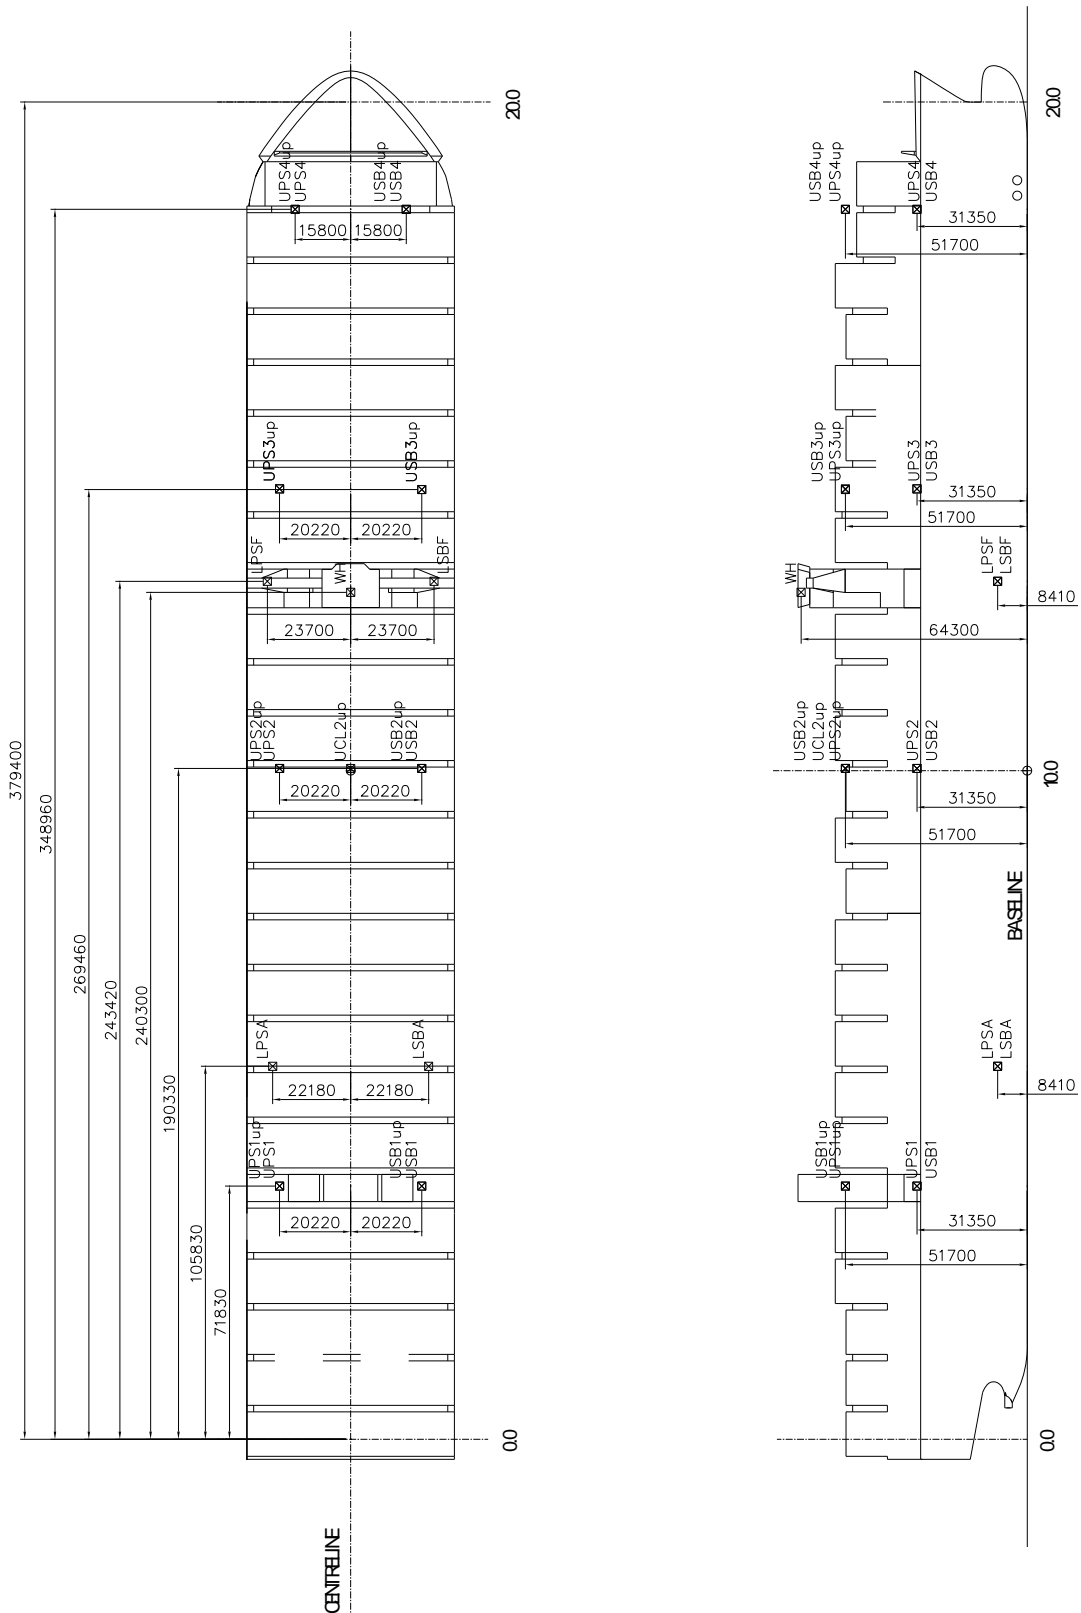 20.0
20.0
UPS4up
UPS4
USB4up
USB4
15800
15800
USB4up
UPS4up
UPS4
USB4
31350
51700
UPS3up
USB3up
20220
20220
USB3up
UPS3up
UPS3
USB3
31350
51700
LPSF
WH
LSBF
23700
23700
WH
LPSF
LSBF
8410
64300
UPS2up
UPS2
UCL2up
USB2up
USB2
20220
20220
USB2up
UCL2up
UPS2up
UPS2
USB2
10.0
31350
51700
379400
348960
269460
243420
240300
190330
105830
71830
BASELINE
LPSA
LSBA
22180
22180
LPSA
LSBA
8410
UPS1up
UPS1
USB1up
USB1
20220
20220
USB1up
UPS1up
UPS1
USB1
31350
51700
0.0
0.0
CENTRELINE